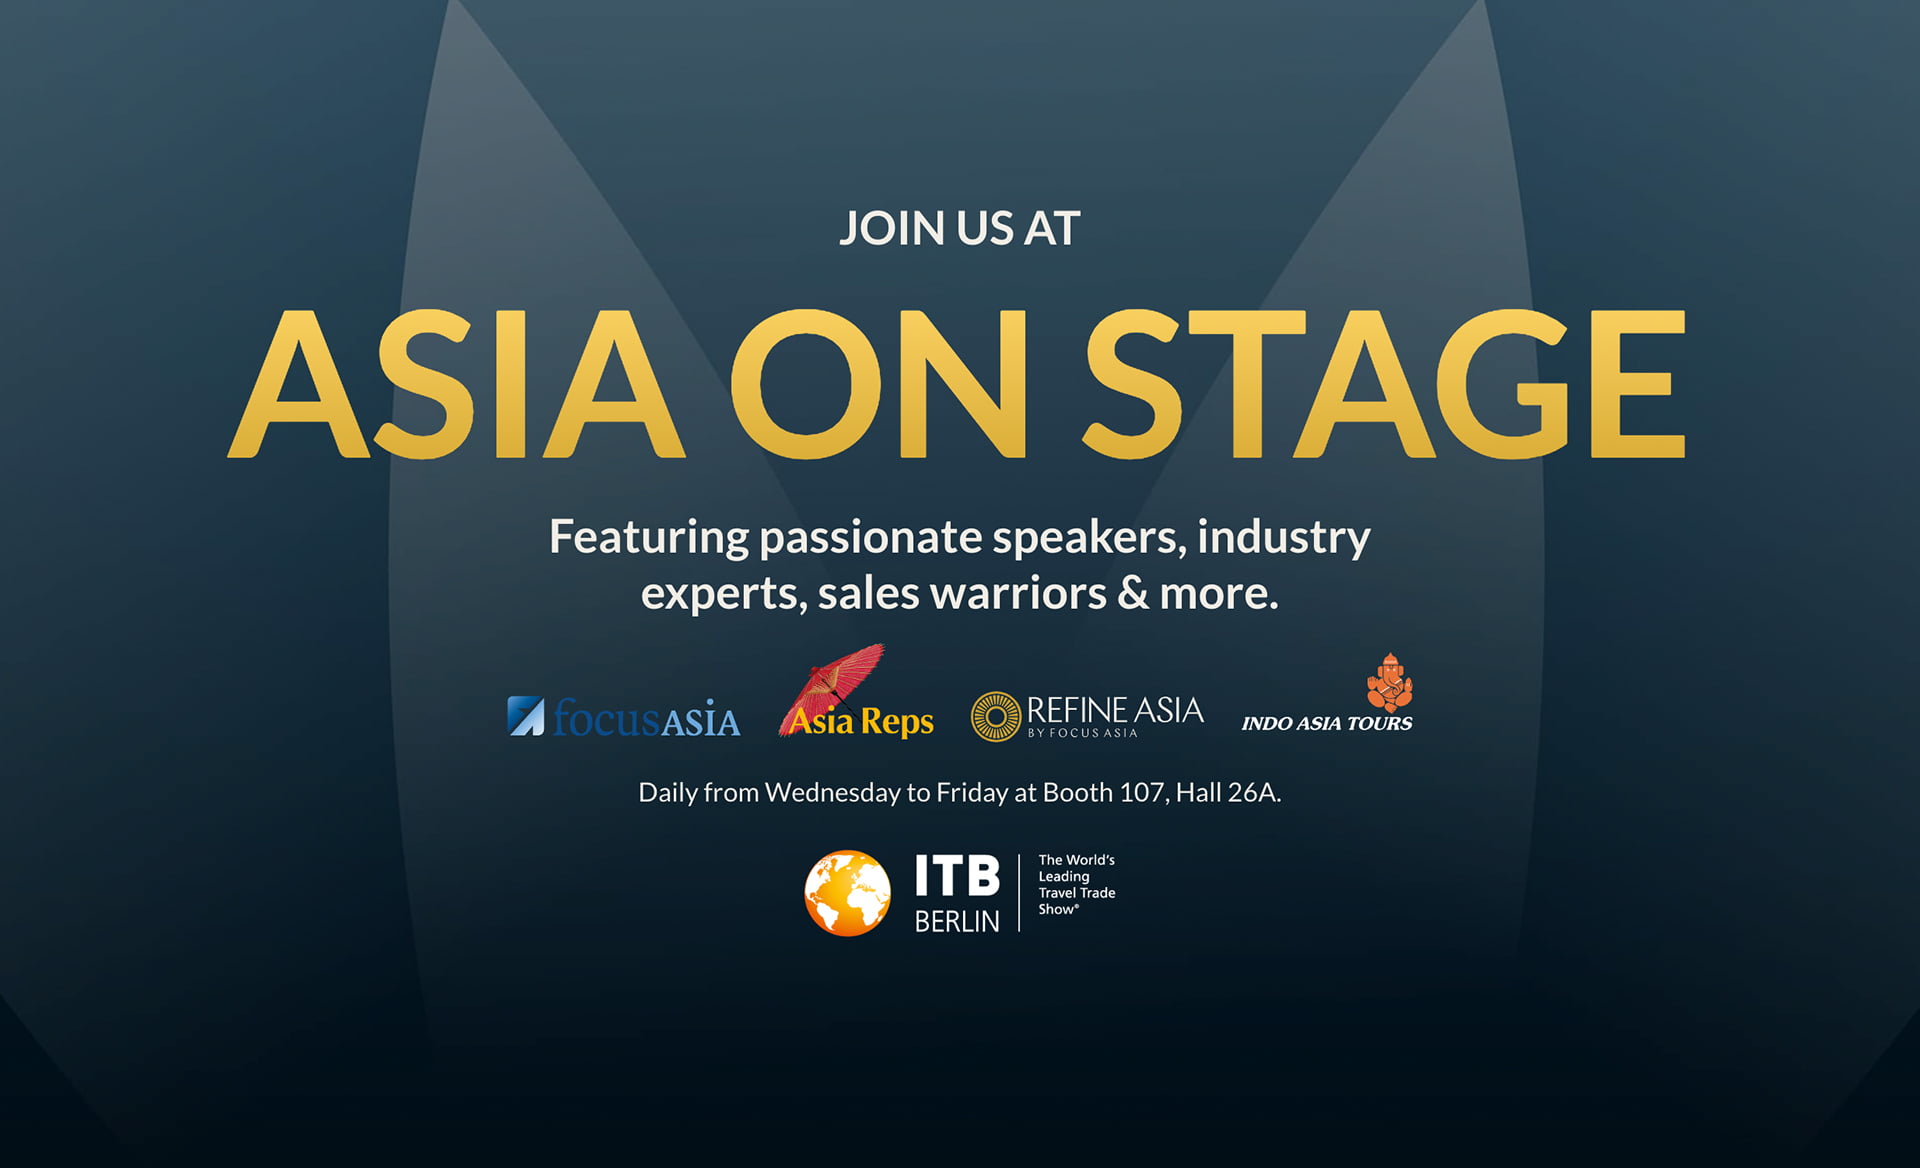 JOIN US AT
ASIA ON STAGE
Featuring passionate speakers, industry
experts, sales warriors & more.
focusASIA
Asia Reps
REFINE ASIA
BY FOCUS ASIA
INDO ASIA TOURS
Daily from Wednesday to Friday at Booth 107, Hall 26A.
ITB
BERLIN
The World's
Leading
Travel Trade
Show®